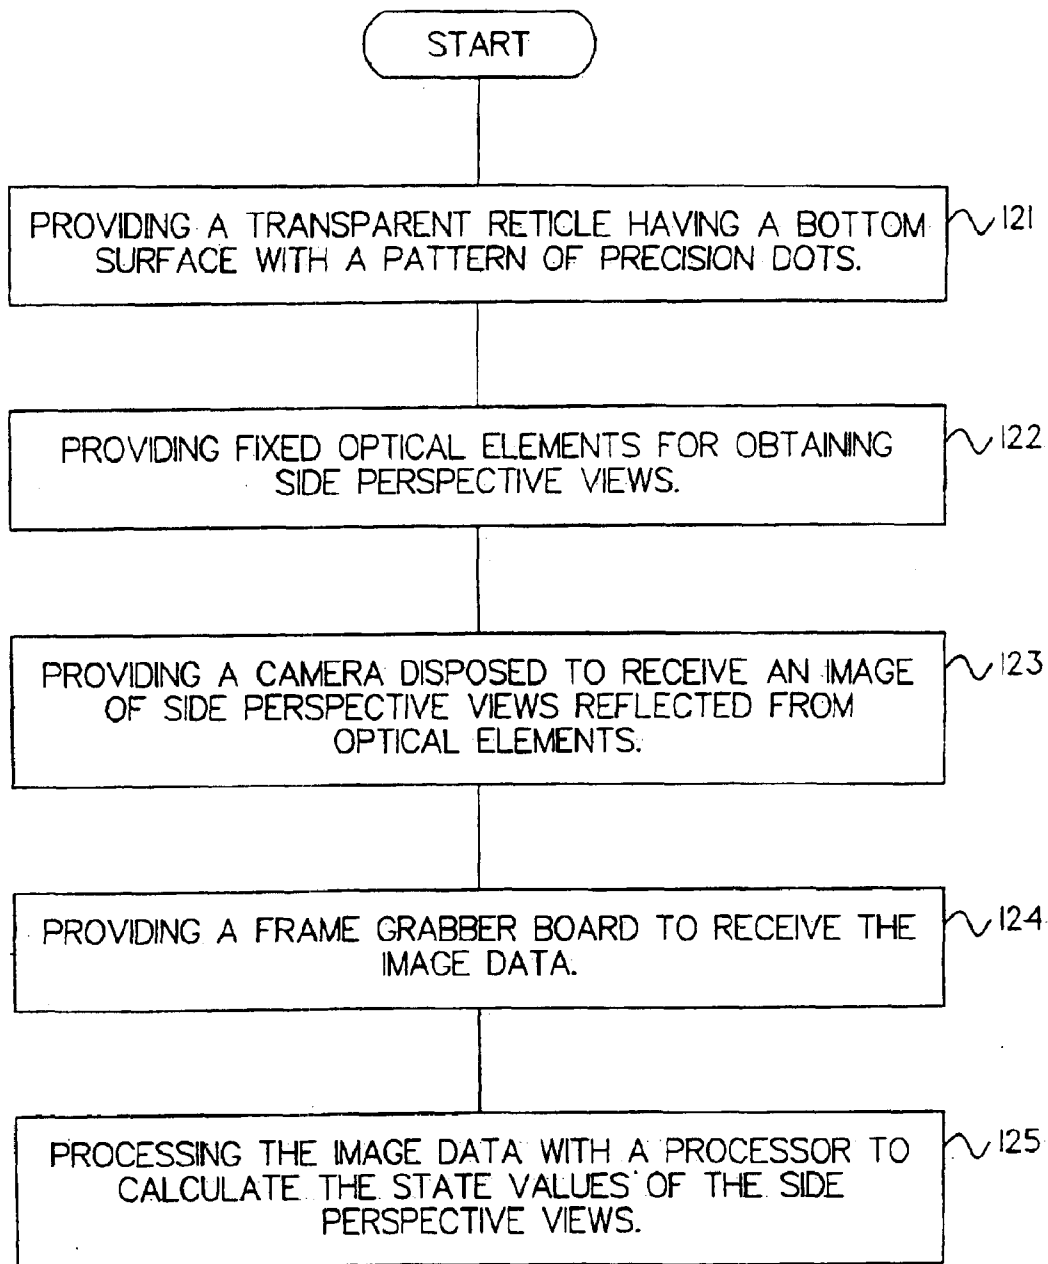 START
PROVIDING A TRANSPARENT RETICLE HAVING A BOTTOM
SURFACE WITH A PATTERN OF PRECISION DOTS.
121
PROVIDING FIXED OPTICAL ELEMENTS FOR OBTAINING
SIDE PERSPECTIVE VIEWS.
122
PROVIDING A CAMERA DISPOSED TO RECEIVE AN IMAGE
OF SIDE PERSPECTIVE VIEWS REFLECTED FROM
OPTICAL ELEMENTS.
123
PROVIDING A FRAME GRABBER BOARD TO RECEIVE THE
IMAGE DATA.
124
PROCESSING THE IMAGE DATA WITH A PROCESSOR TO
CALCULATE THE STATE VALUES OF THE SIDE
PERSPECTIVE VIEWS.
125